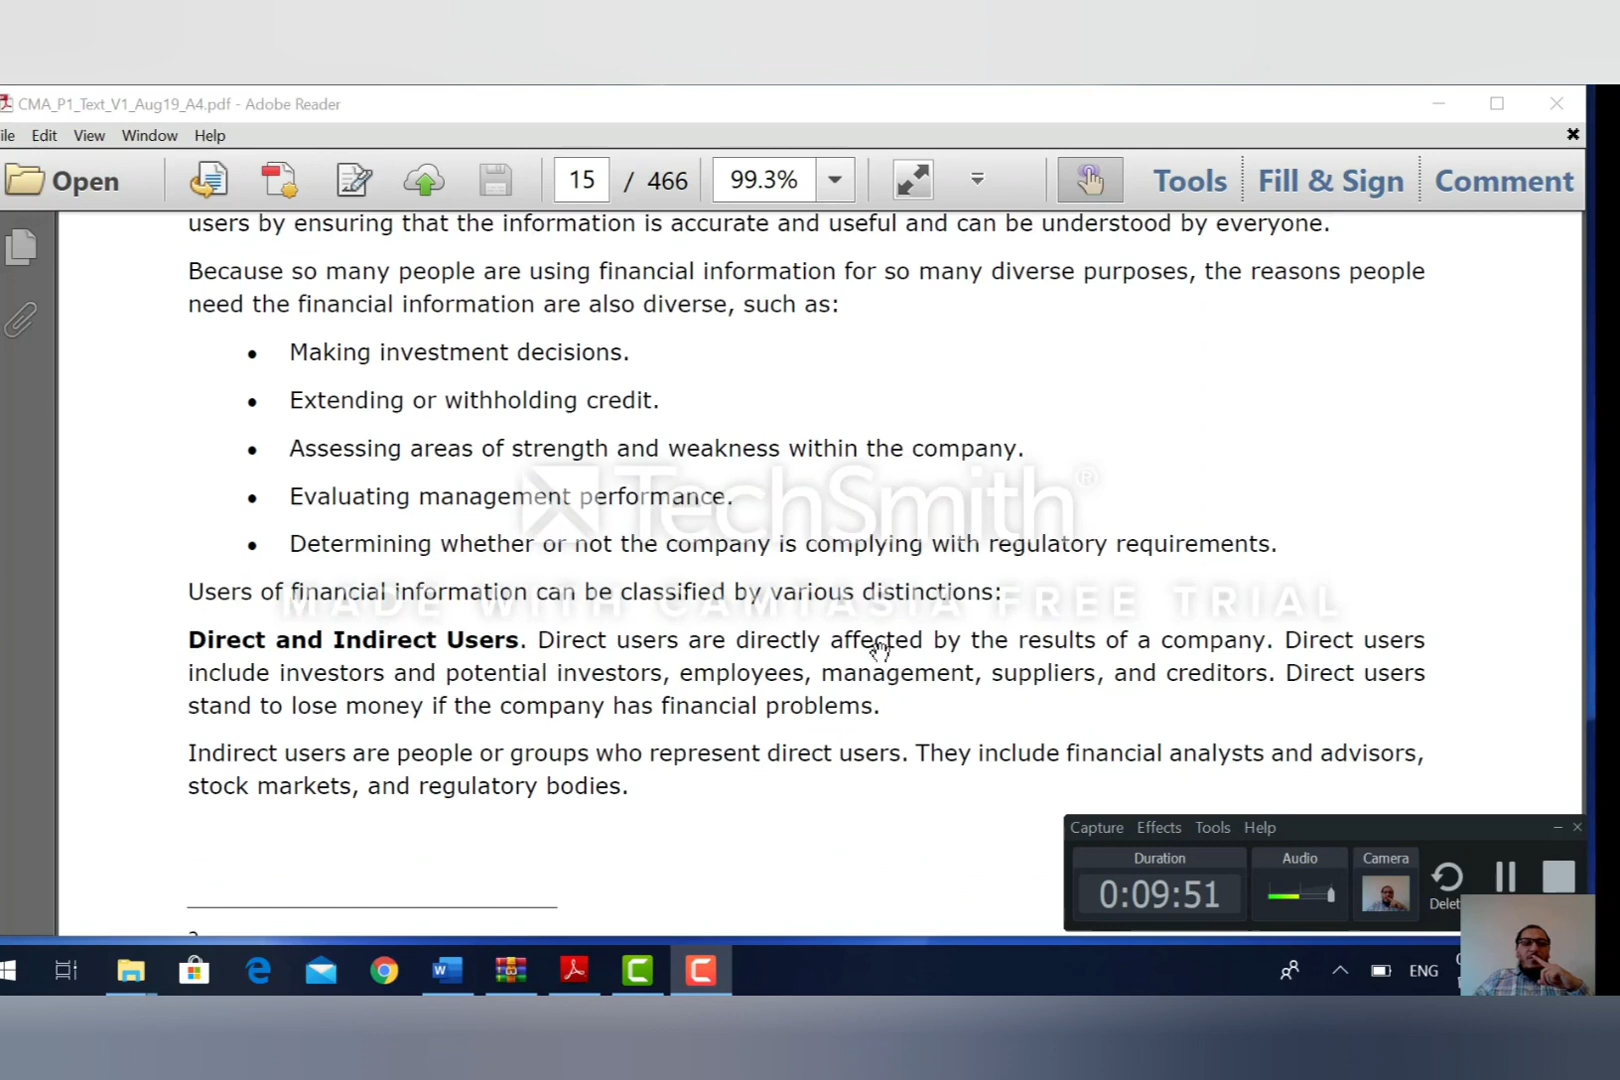 CMA_P1_Text_V1_Aug19_A4.pdf - Adobe Reader
ile Edit View Window Help
Open 15 / 466 99.3% Tools Fill & Sign Comment
users by ensuring that the information is accurate and useful and can be understood by everyone.
Because so many people are using financial information for so many diverse purposes, the reasons people
need the financial information are also diverse, such as:
• Making investment decisions.
• Extending or withholding credit.
• Assessing areas of strength and weakness within the company.
• Evaluating management performance.
TechSmith®
• Determining whether or not the company is complying with regulatory requirements.
Users of financial information can be classified by various distinctions:
MADE WITH CAMTASIA FREE TRIAL
Direct and Indirect Users. Direct users are directly affected by the results of a company. Direct users
include investors and potential investors, employees, management, suppliers, and creditors. Direct users
stand to lose money if the company has financial problems.
Indirect users are people or groups who represent direct users. They include financial analysts and advisors,
stock markets, and regulatory bodies.
Capture Effects Tools Help
Duration Audio Camera
0:09:51
Delet
ENG